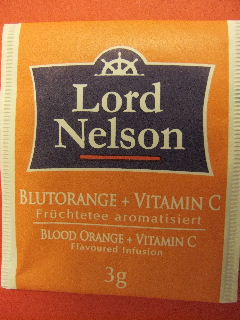 Lord
Nelson
BLUTORANGE + VITAMIN C
Früchtetee aromatisiert
BLOOD ORANGE + VITAMIN C
Flavoured Infusion
3g